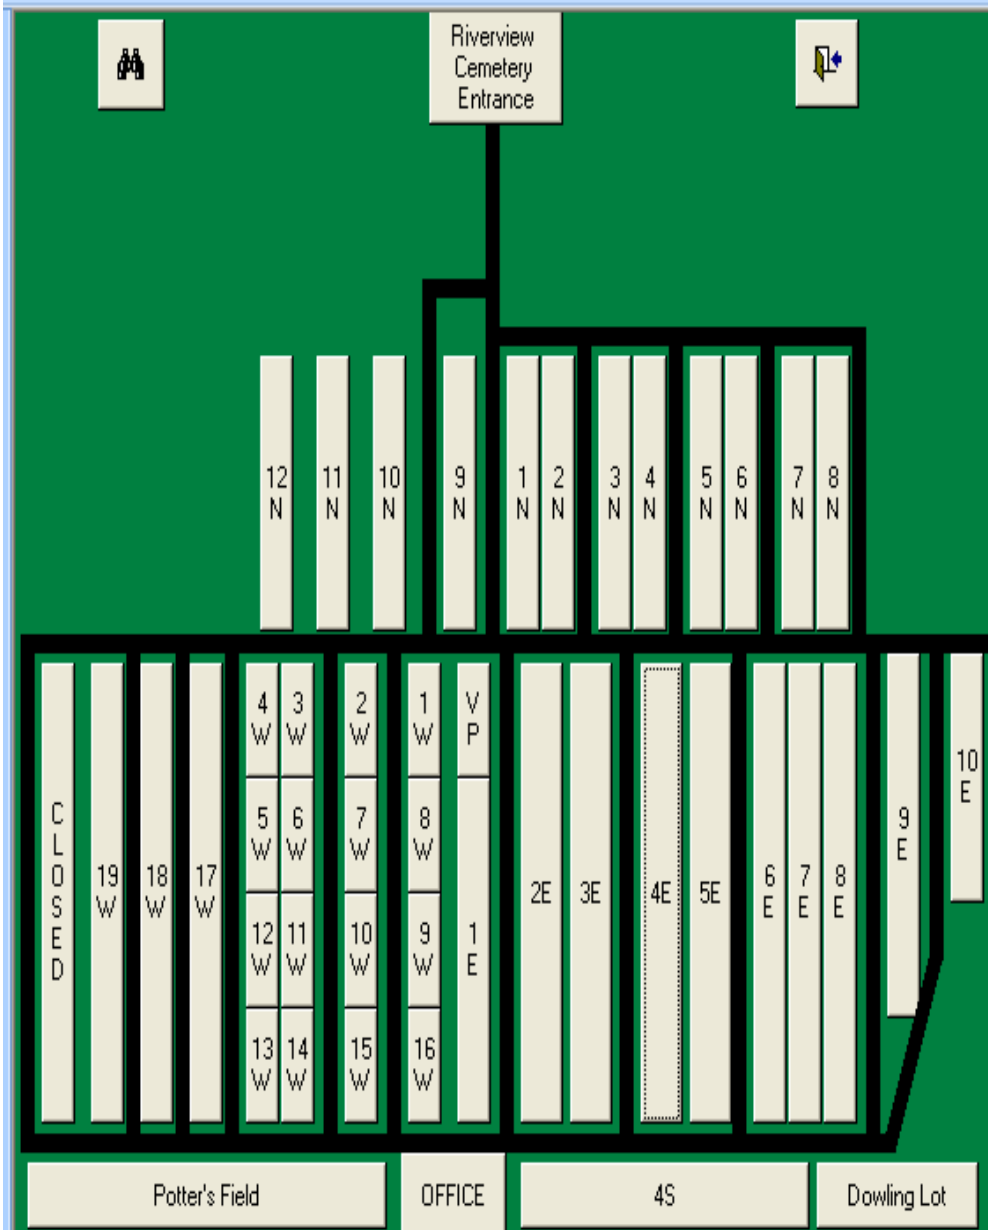 Riverview
Cemetery
Entrance
12
N
11
N
10
N
9
N
1
N
2
N
3
N
4
N
5
N
6
N
7
N
8
N
CLOSED
19
W
18
W
17
W
4
W
3
W
5
W
6
W
12
W
11
W
13
W
14
W
2
W
7
W
10
W
15
W
1
W
8
W
9
W
16
W
VP
1
E
2E
3E
4E
5E
6
E
7
E
8
E
9
E
10
E
Potter's Field
OFFICE
4S
Dowling Lot